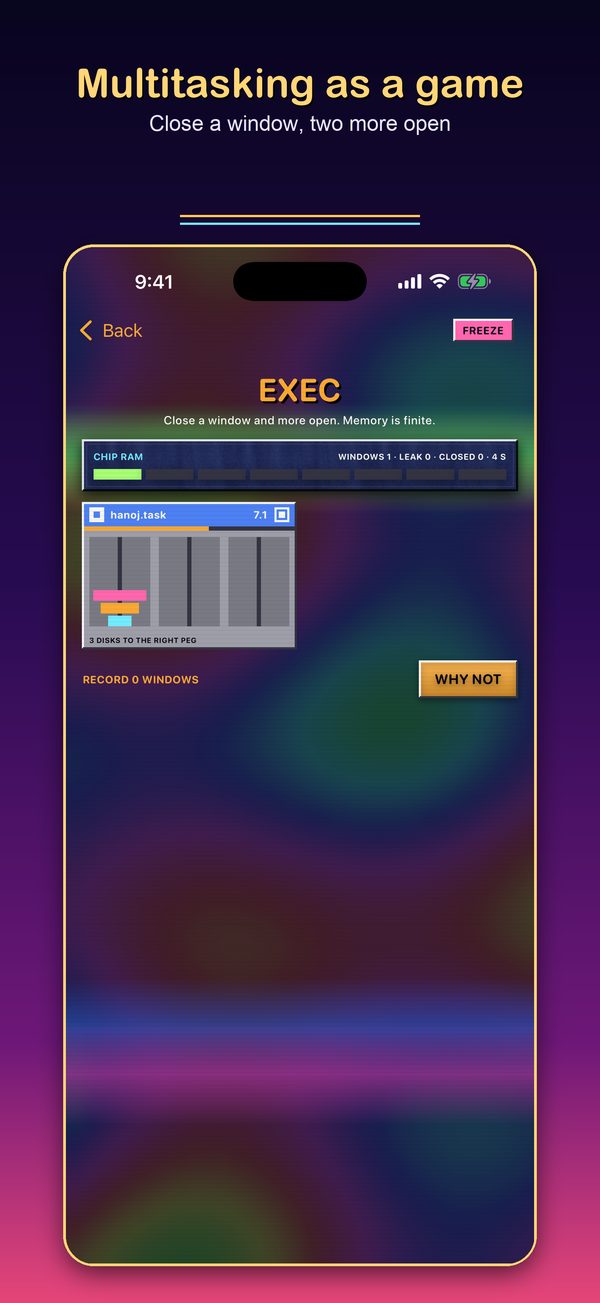 Multitasking as a game
Close a window, two more open
9:41
Back
FREEZE
EXEC
Close a window and more open. Memory is finite.
CHIP RAM
WINDOWS 1 · LEAK 0 · CLOSED 0 · 4 S
hanoj.task
7.1
3 DISKS TO THE RIGHT PEG
RECORD 0 WINDOWS
WHY NOT